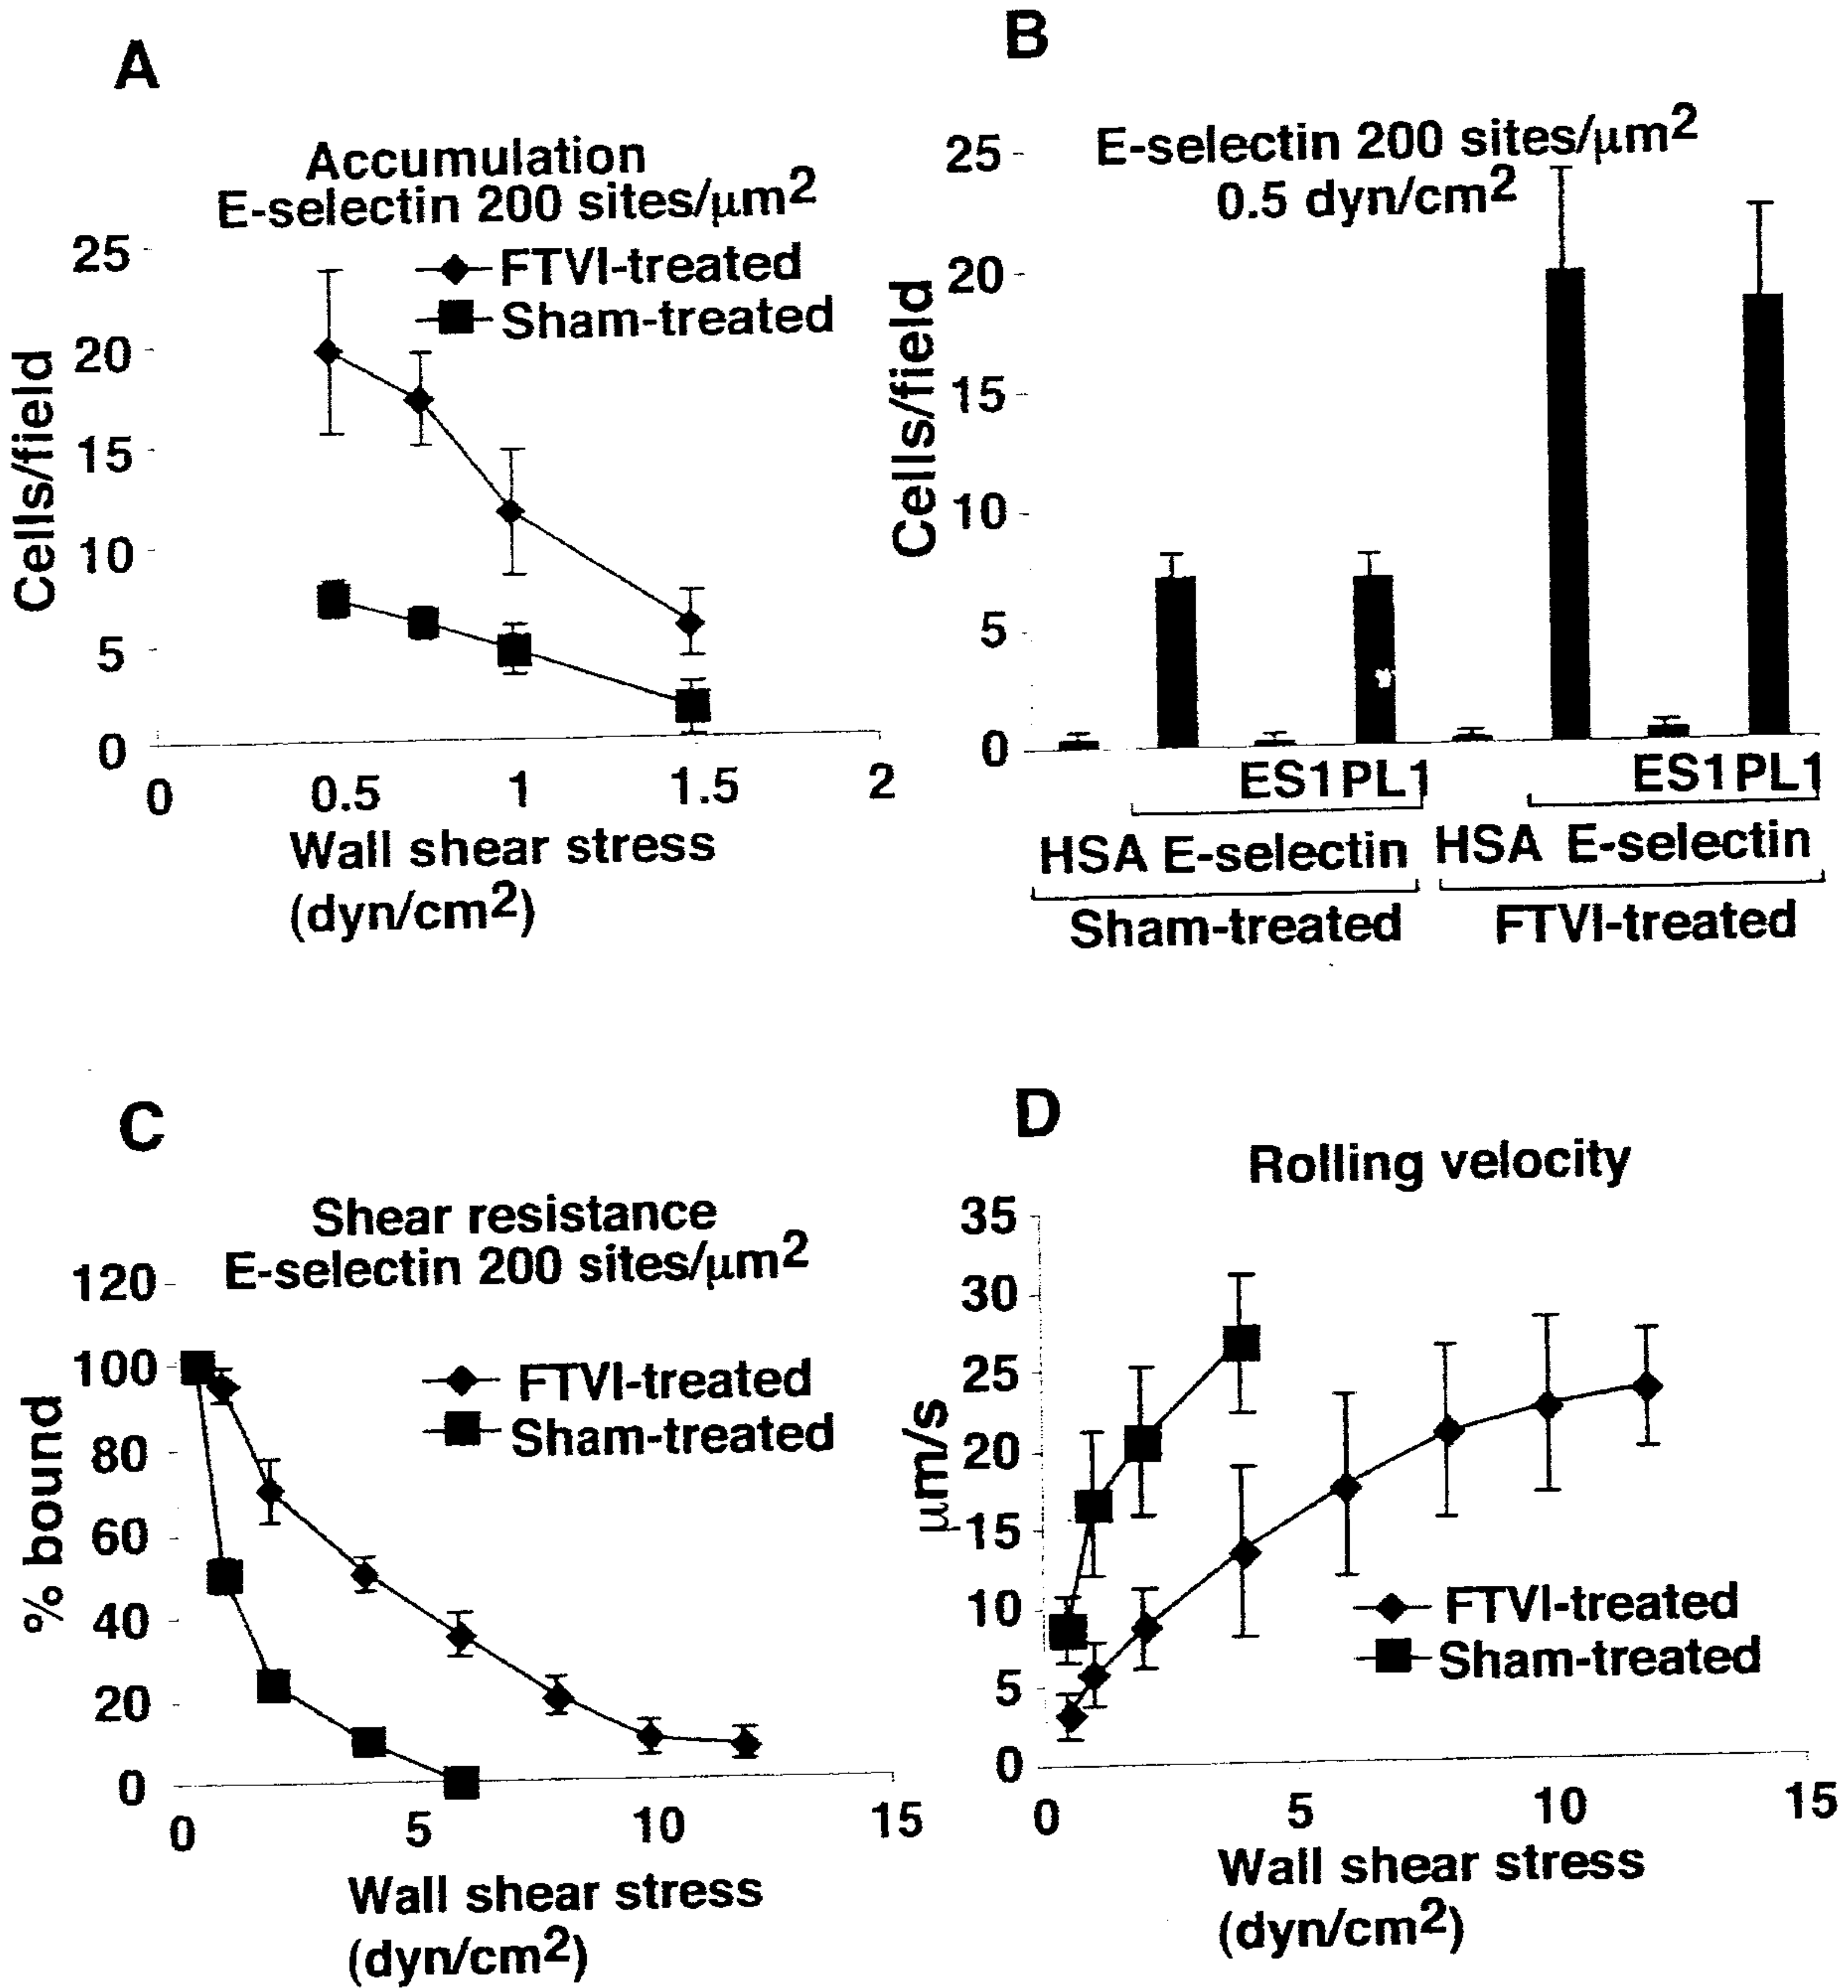 A
Accumulation
E-selectin 200 sites/μm2
FTVI-treated
Sham-treated
25
20
15
10
5
0
Cells/field
0 0.5 1 1.5 2
Wall shear stress
(dyn/cm2)
B
E-selectin 200 sites/μm2
0.5 dyn/cm2
25
20
15
10
5
0
Cells/field
ES1 PL1 ES1 PL1
HSA E-selectin HSA E-selectin
Sham-treated FTVI-treated
C
Shear resistance
E-selectin 200 sites/μm2
FTVI-treated
Sham-treated
120
100
80
60
40
20
0
% bound
0 5 10 15
Wall shear stress
(dyn/cm2)
D
Rolling velocity
35
30
25
20
15
10
5
0
μm/s
FTVI-treated
Sham-treated
0 5 10 15
Wall shear stress
(dyn/cm2)